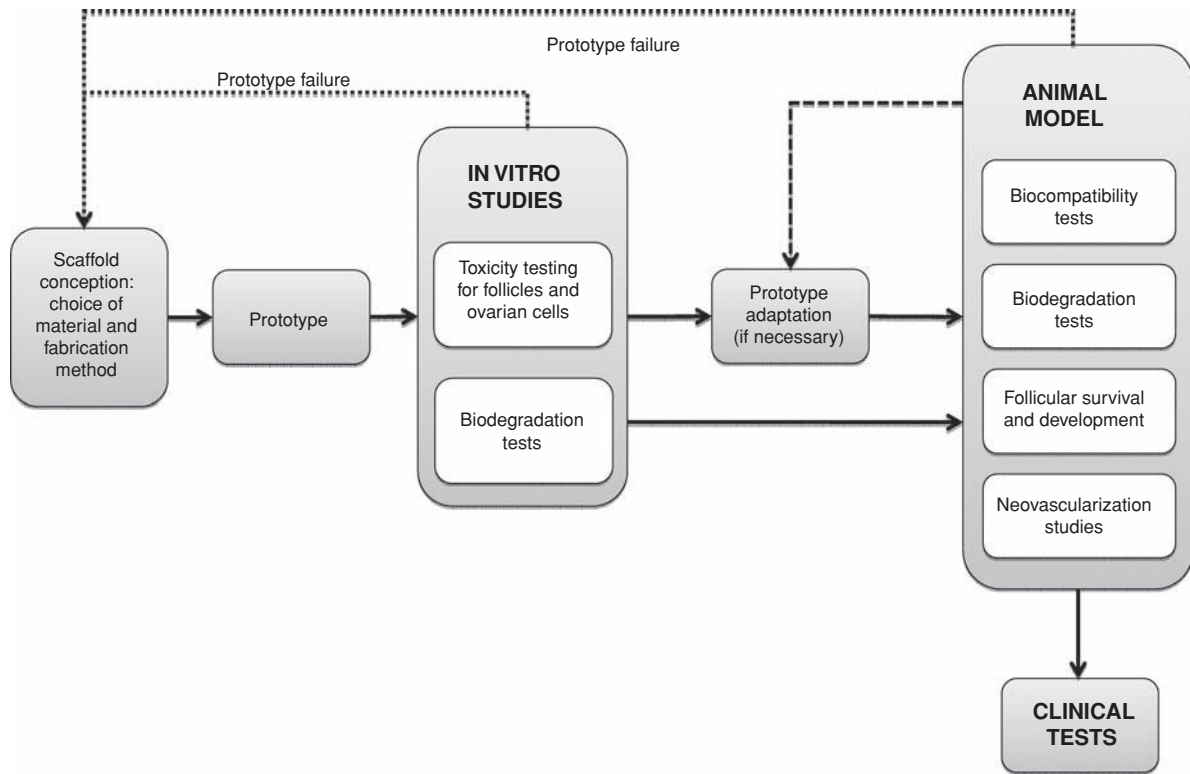 Prototype failure
Prototype failure
Scaffold
conception:
choice of
material and
fabrication
method
Prototype
IN VITRO
STUDIES
Toxicity testing
for follicles and
ovarian cells
Biodegradation
tests
Prototype
adaptation
(if necessary)
ANIMAL
MODEL
Biocompatibility
tests
Biodegradation
tests
Follicular survival
and development
Neovascularization
studies
CLINICAL
TESTS